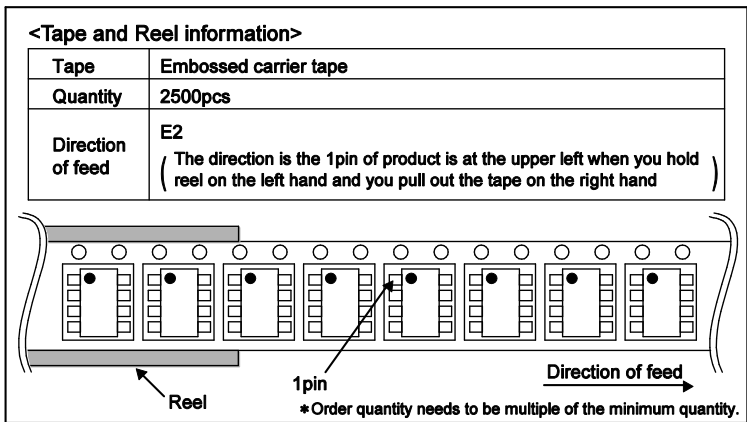 <Tape and Reel information>
Tape Embossed carrier tape
Quantity 2500pcs
Direction of feed
E2
( The direction is the 1pin of product is at the upper left when you hold
reel on the left hand and you pull out the tape on the right hand )
Direction of feed
1pin
Reel
*Order quantity needs to be multiple of the minimum quantity.